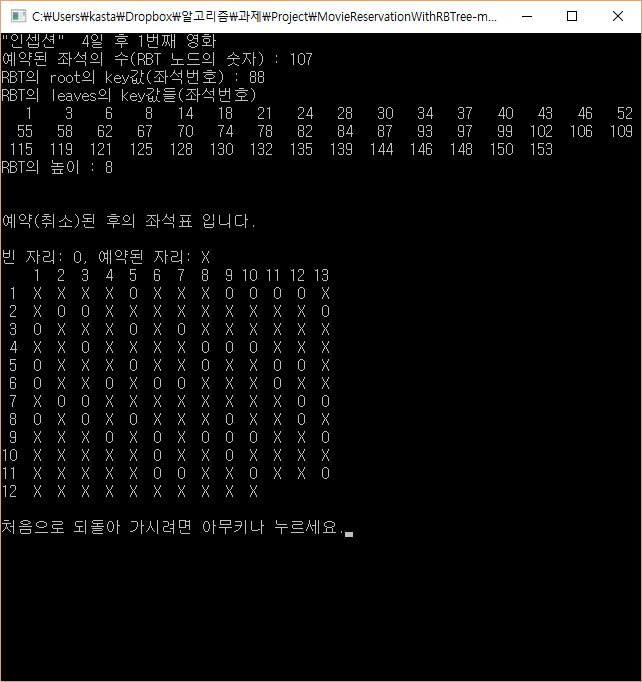 C:₩Users₩kasta₩Dropbox₩알고리즘₩과제₩Project₩MovieReservationWithRBTree-m...
"인셉션"  4일 후 1번째 영화
예약된 좌석의 수(RBT 노드의 숫자) : 107
RBT의 root의 key값(좌석번호) : 88
RBT의 leaves의 key값들(좌석번호)
1 3 6 8 14 18 21 24 28 30 34 37 40 43 46 52
55 58 62 67 70 74 78 82 84 87 93 97 99 102 106 109
115 119 121 125 128 130 132 135 139 144 146 148 150 153
RBT의 높이 : 8
예약(취소)된 후의 좌석표 입니다.
빈 자리: O, 예약된 자리: X
1 2 3 4 5 6 7 8 9 10 11 12 13
1 X X X X O X X X O O O O X
2 X O O X X X X X X X X X O
3 O X X O X X O X X X X X X
4 X X O X X X X O O O X X X
5 O X X X O X X O X X X X O
6 O X O X X O O X X O X X X
7 X O O X X X X X X X O X O
8 O X O X X O X X X X O X O
9 X X X O X O X O O X X X O
10 X X X X X X O X X X X X X
11 X X X X X O O X X O X X O
12 X X X X X X X X X X
처음으로 되돌아 가시려면 아무키나 누르세요.